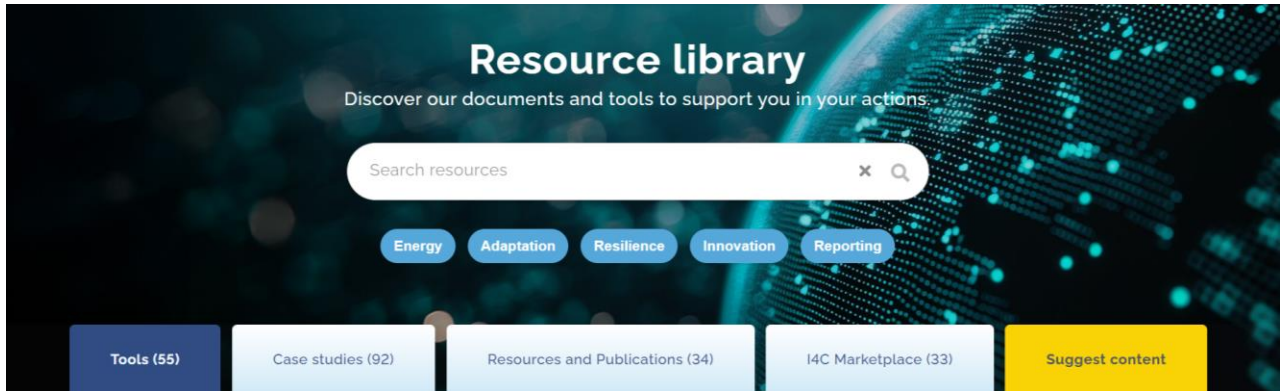 Resource library
Discover our documents and tools to support you in your actions.
Search resources
Energy Adaptation Resilience Innovation Reporting
Tools (55) Case studies (92) Resources and Publications (34) I4C Marketplace (33) Suggest content